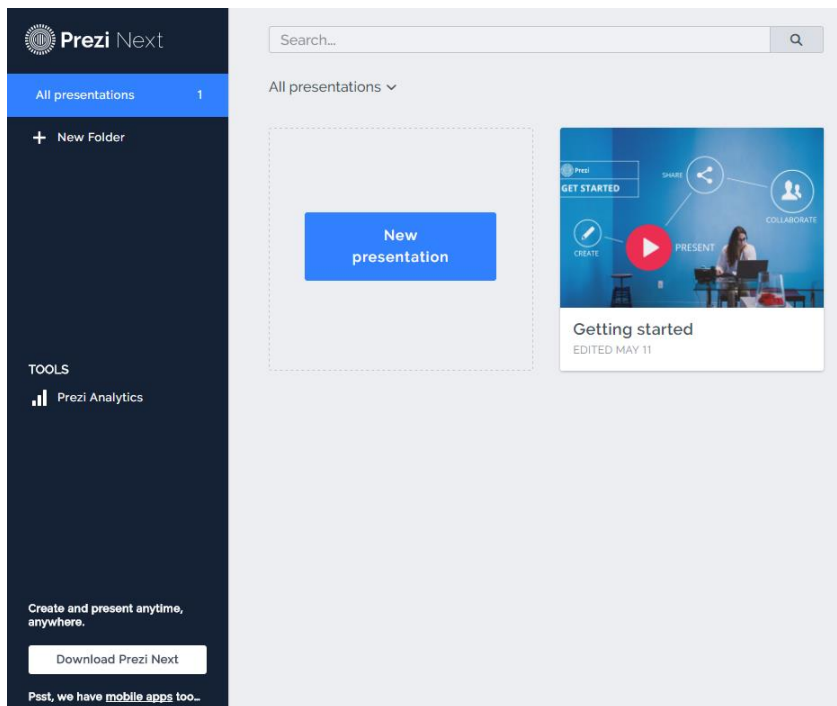 Prezi Next
All presentations 1
New Folder
TOOLS
Prezi Analytics
Create and present anytime,
anywhere.
Download Prezi Next
Psst, we have mobile apps too...
Search...
All presentations
New
presentation
Prezi
GET STARTED
SHARE
COLLABORATE
CREATE
PRESENT
Getting started
EDITED MAY 11